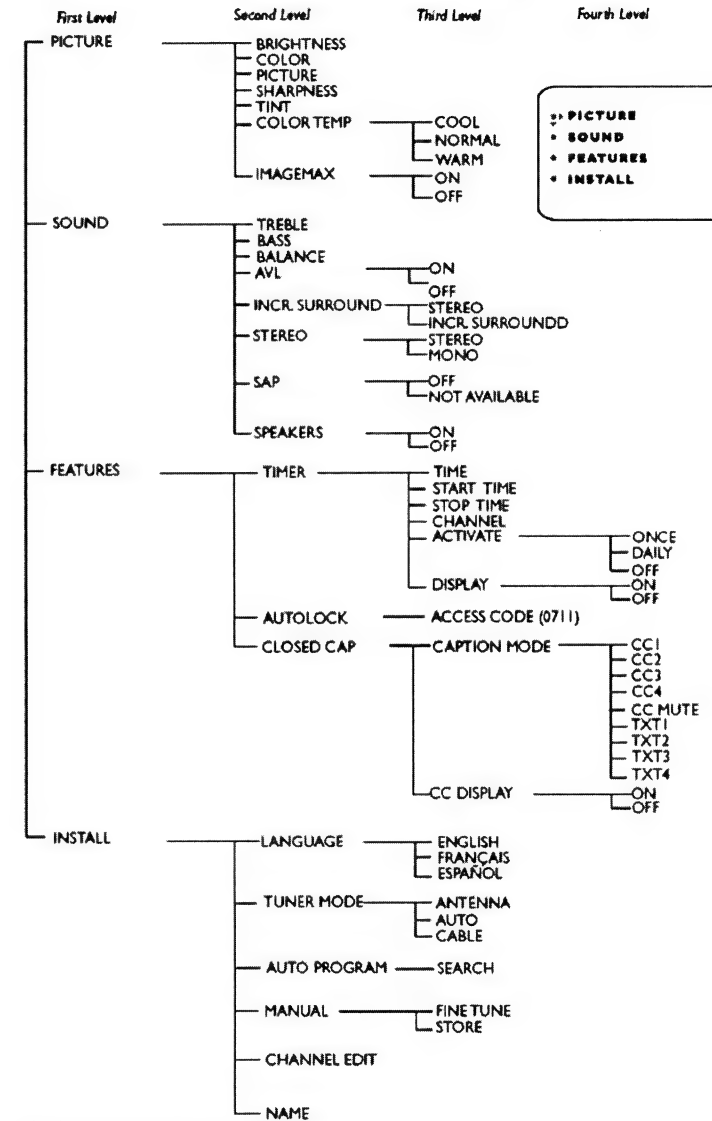 First Level Second Level Third Level Fourth Level
PICTURE BRIGHTNESS
COLOR
PICTURE
SHARPNESS
TINT
COLOR TEMP COOL
NORMAL
WARM
IMAGEMAX ON
OFF
PICTURE
SOUND
FEATURES
INSTALL
SOUND TREBLE
BASS
BALANCE
AVL ON
OFF
INCR. SURROUND STEREO
INCR. SURROUNDD
STEREO STEREO
MONO
SAP OFF
NOT AVAILABLE
SPEAKERS ON
OFF
FEATURES TIMER TIME
START TIME
STOP TIME
CHANNEL
ACTIVATE ONCE
DAILY
OFF
DISPLAY ON
OFF
AUTOLOCK ACCESS CODE (0711)
CLOSED CAP CAPTION MODE CC1
CC2
CC3
CC4
CC MUTE
TXT1
TXT2
TXT3
TXT4
CC DISPLAY ON
OFF
INSTALL LANGUAGE ENGLISH
FRANÇAIS
ESPAÑOL
TUNER MODE ANTENNA
AUTO
CABLE
AUTO PROGRAM SEARCH
MANUAL FINE TUNE
STORE
CHANNEL EDIT
NAME